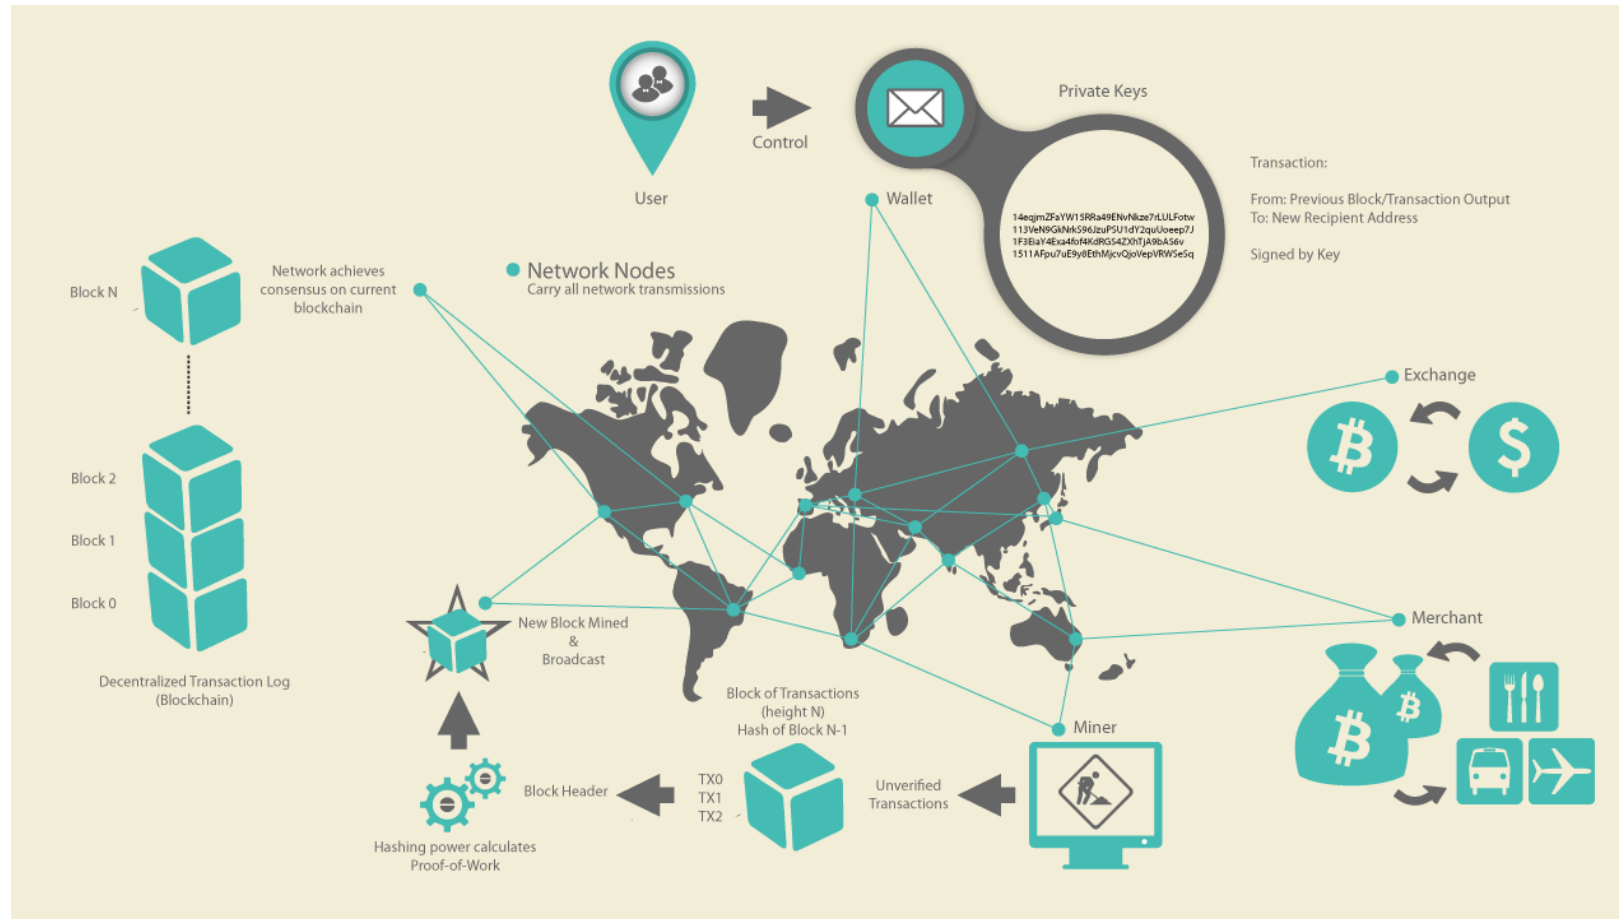 User
Control
Wallet
Private Keys
14eqjmZFaYW15RRa49ENvNkze7rLULFotw
113VeN9GkNrkS96JzuPSU1dY2quUoeep7J
1F3EiaY4Exa4fof4KdRGS4ZXhTjA9bAS6v
1511AFpu7uE9y8EthMjcvQjoVepVRWSeSq
Transaction:
From: Previous Block/Transaction Output
To: New Recipient Address
Signed by Key
Network Nodes
Carry all network transmissions
Network achieves
consensus on current
blockchain
Block N
Block 2
Block 1
Block 0
Decentralized Transaction Log
(Blockchain)
Exchange
Merchant
New Block Mined
&
Broadcast
Block of Transactions
(height N)
Hash of Block N-1
Miner
Unverified
Transactions
TX0
TX1
TX2
Block Header
Hashing power calculates
Proof-of-Work